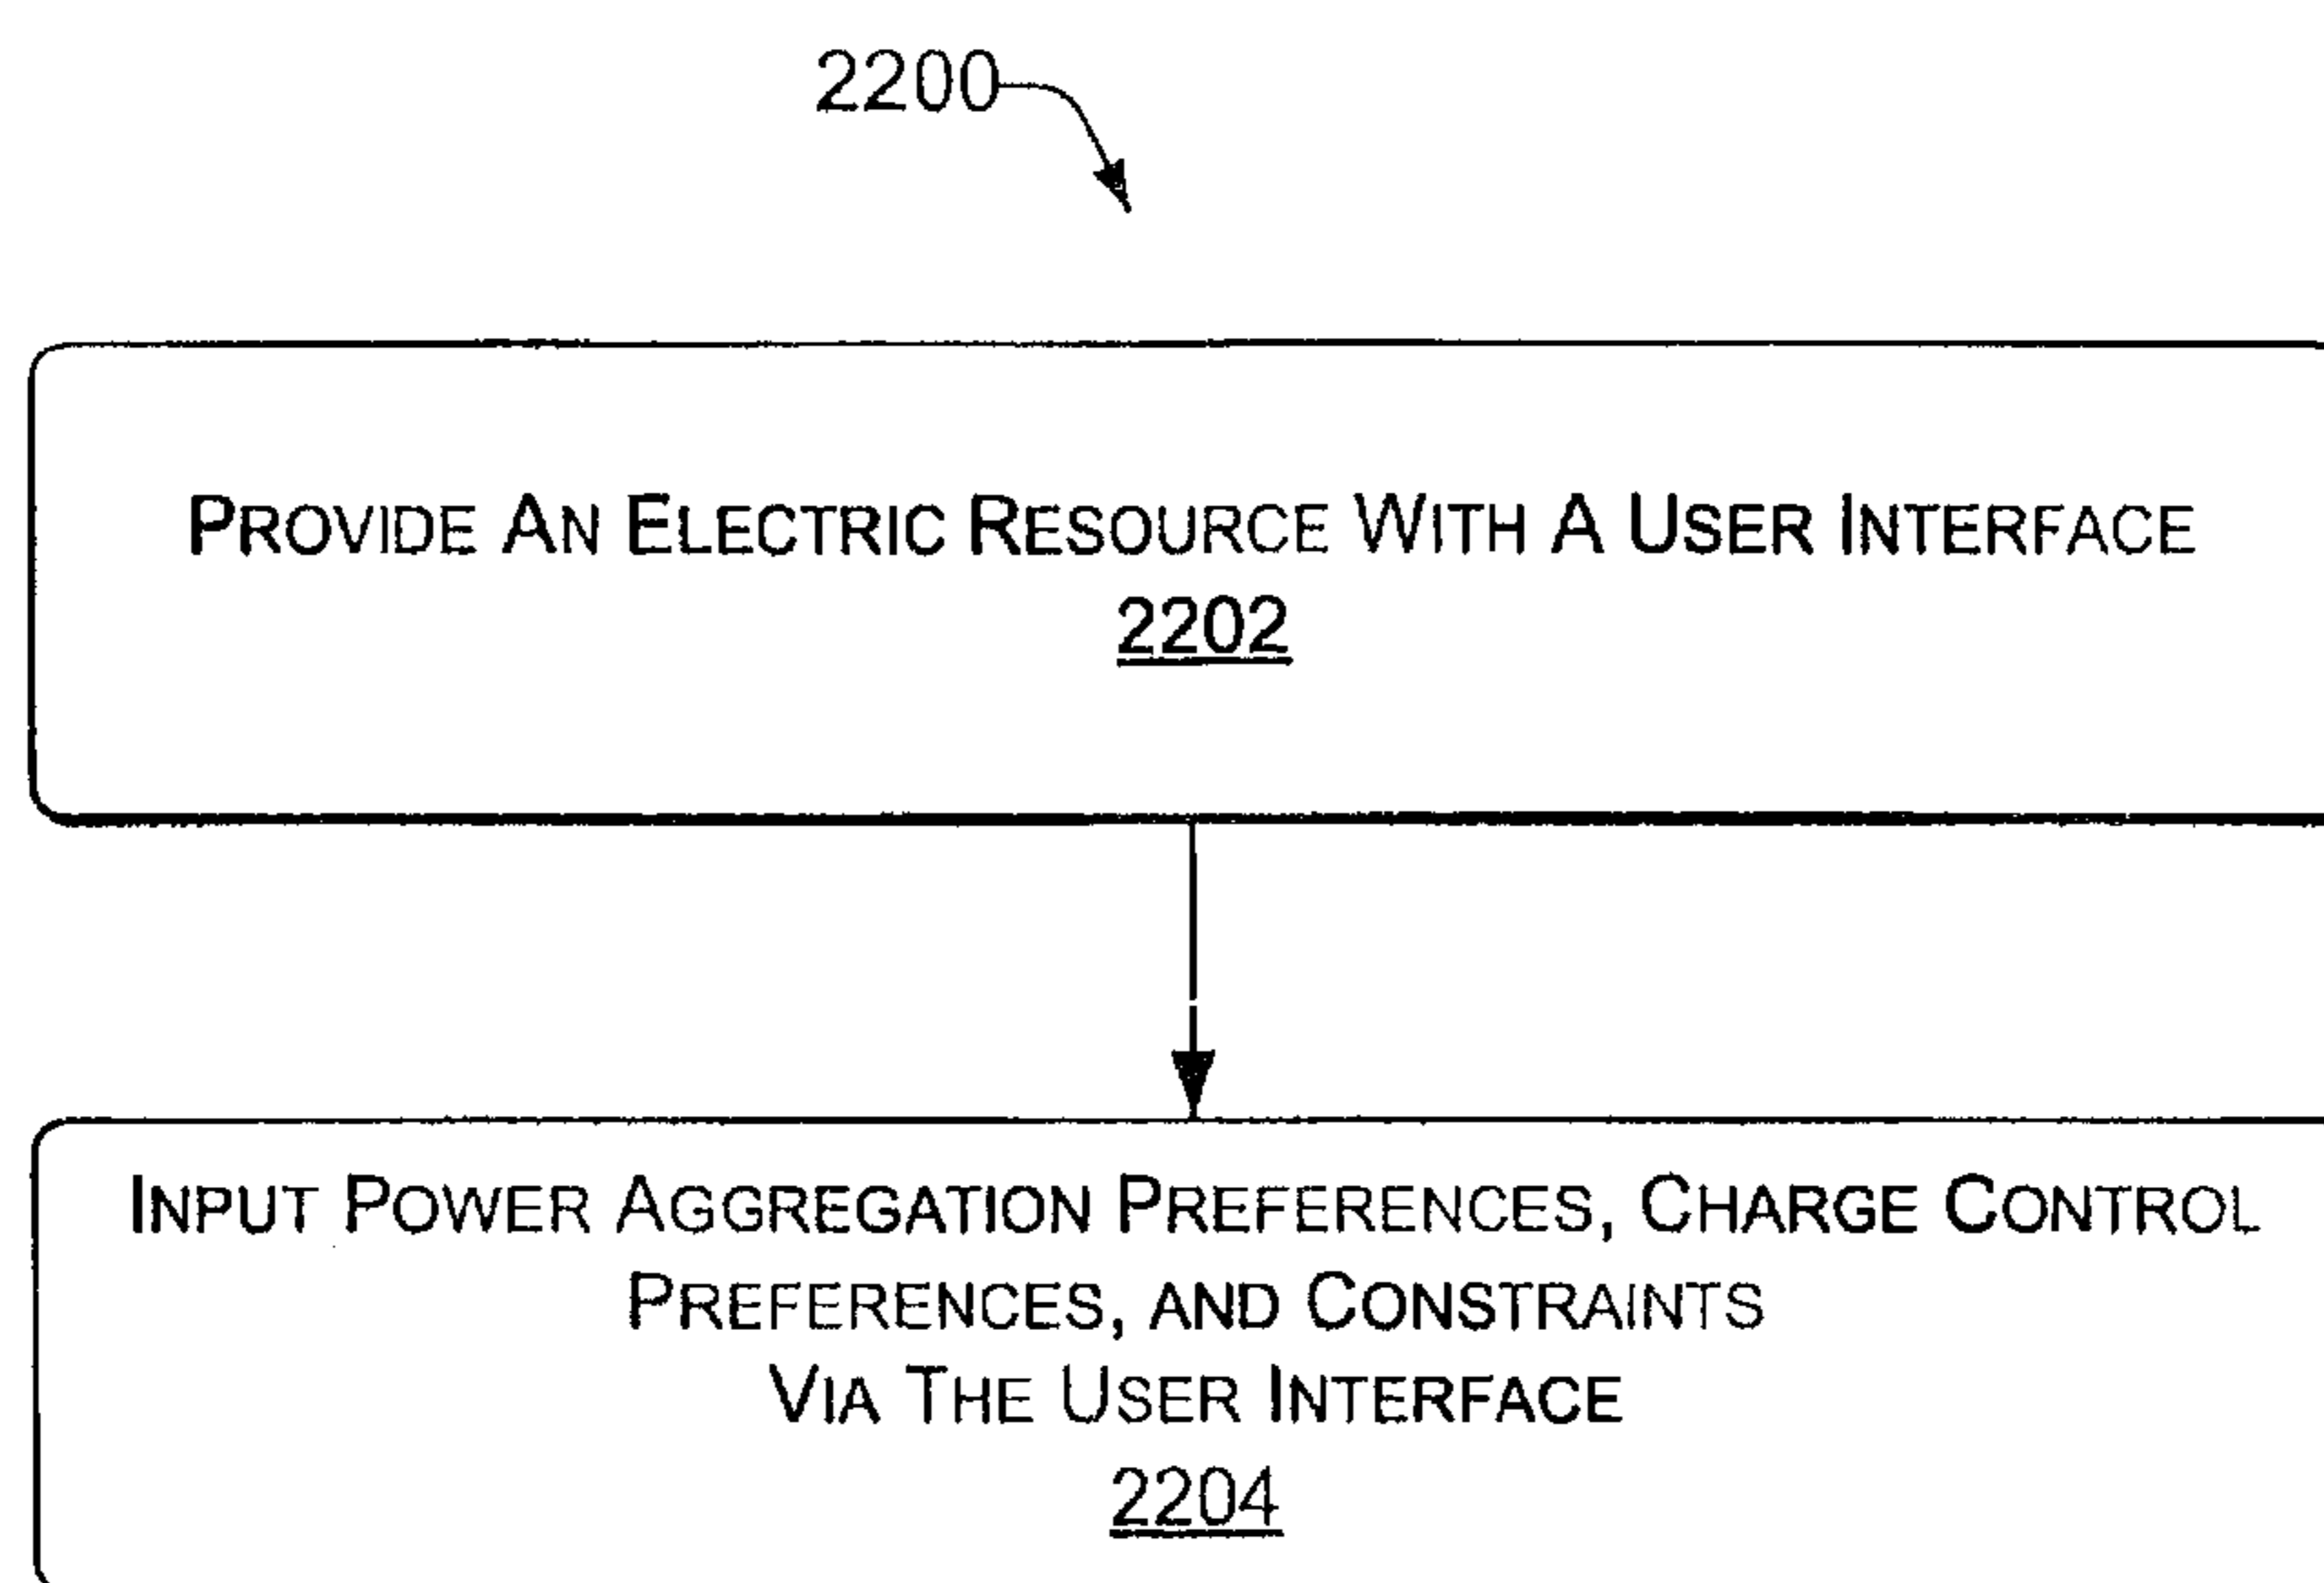 2200
PROVIDE AN ELECTRIC RESOURCE WITH A USER INTERFACE
2202
INPUT POWER AGGREGATION PREFERENCES, CHARGE CONTROL
PREFERENCES, AND CONSTRAINTS
VIA THE USER INTERFACE
2204